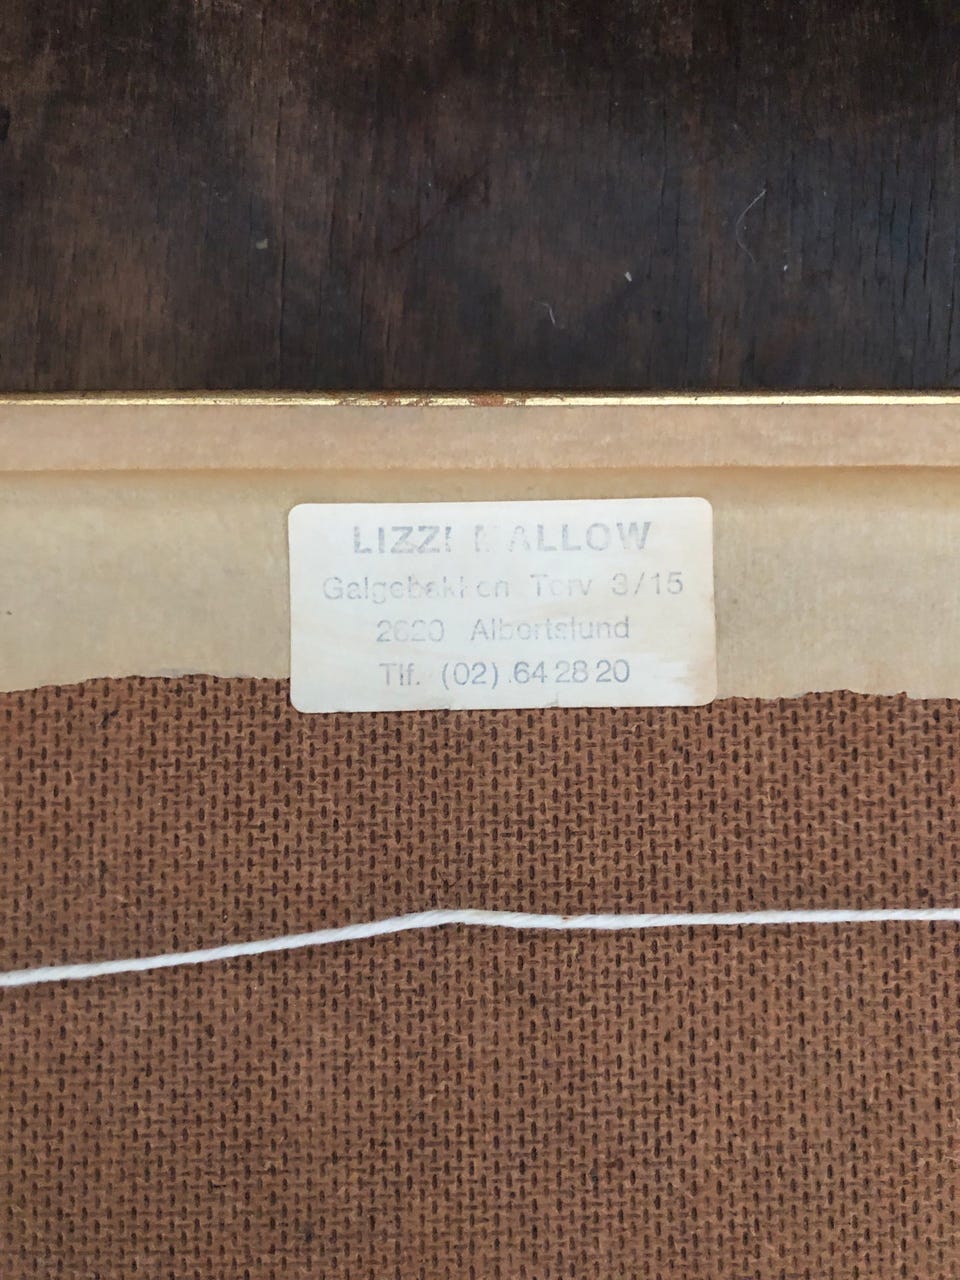 LIZZI MALLOW
Galgebakken Torv 3/15
2620 Albertslund
Tlf. (02) 64 28 20